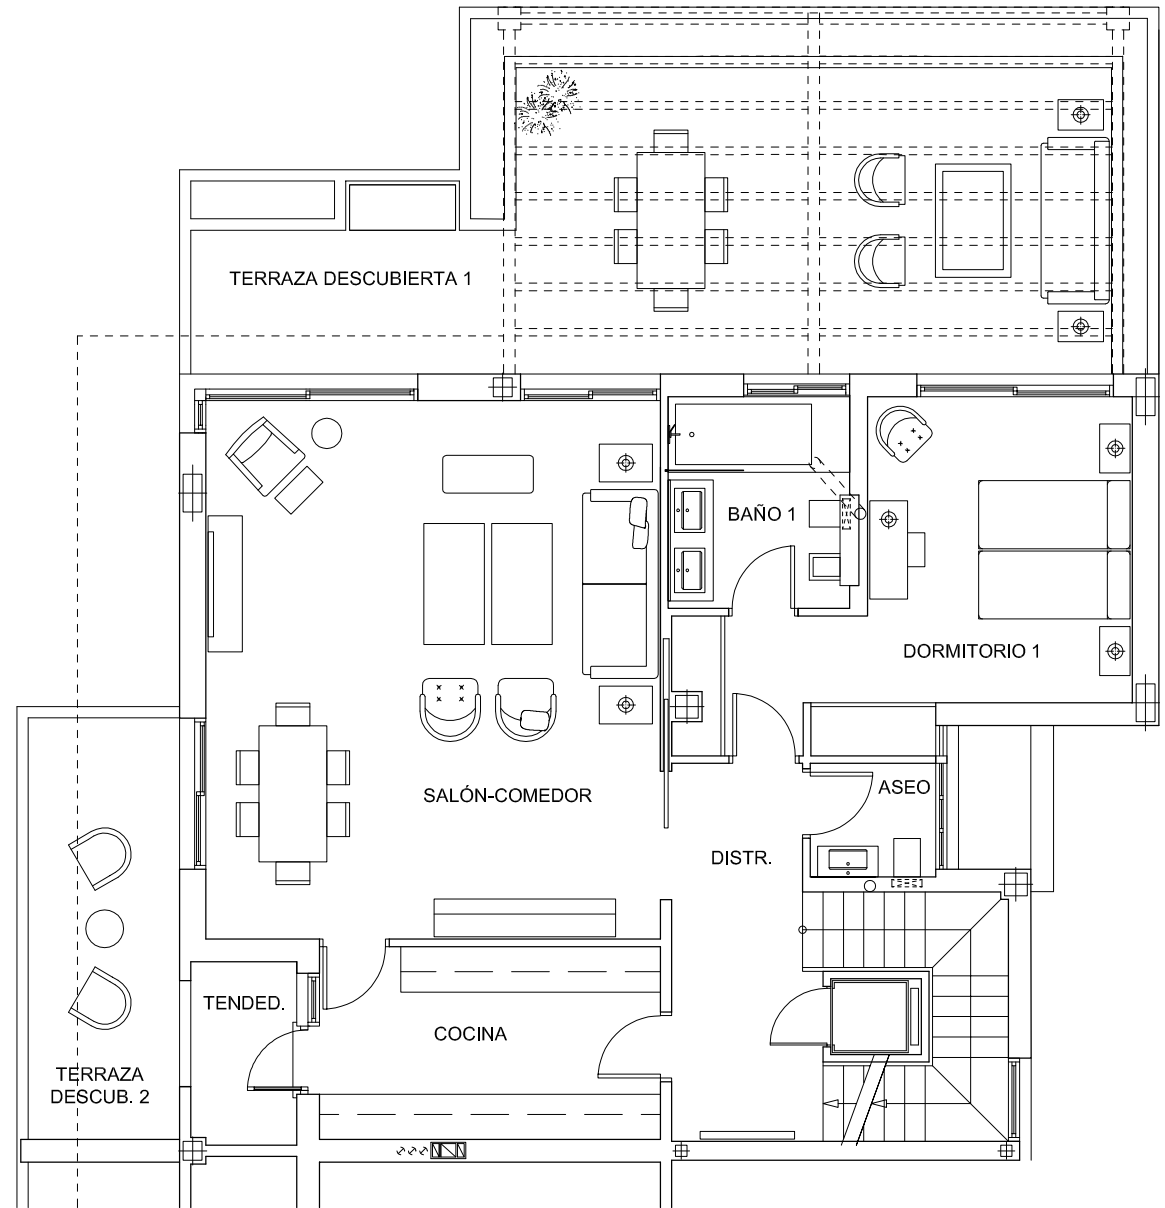 TERRAZA DESCUBIERTA 1
BAÑO 1
DORMITORIO 1
SALÓN-COMEDOR
ASEO
DISTR.
TENDED.
COCINA
TERRAZA
DESCUB. 2